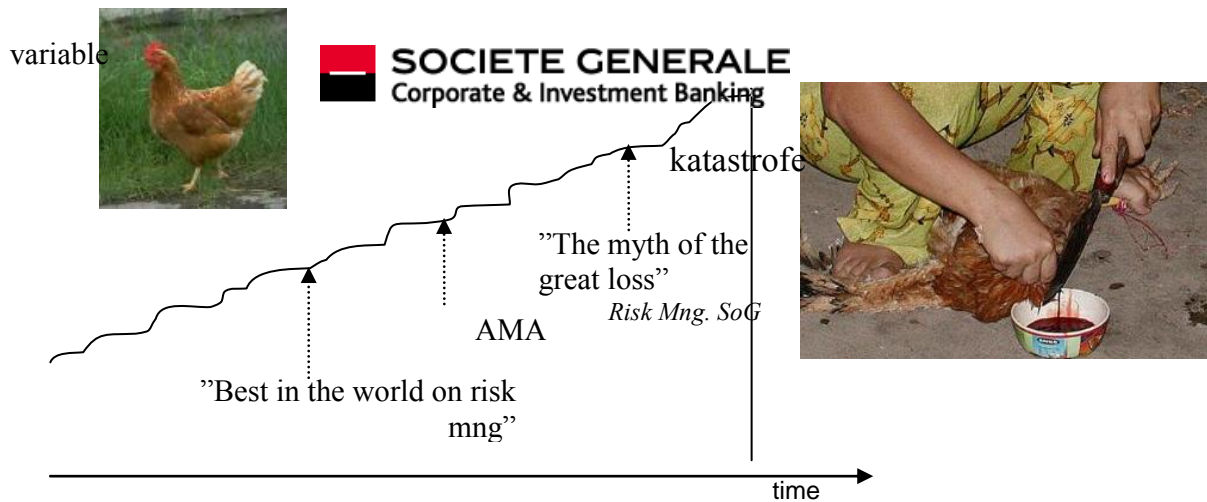 variable
SOCIETE GENERALE
Corporate & Investment Banking
katastrofe
”The myth of the
great loss”
Risk Mng. SoG
AMA
”Best in the world on risk
mng”
time